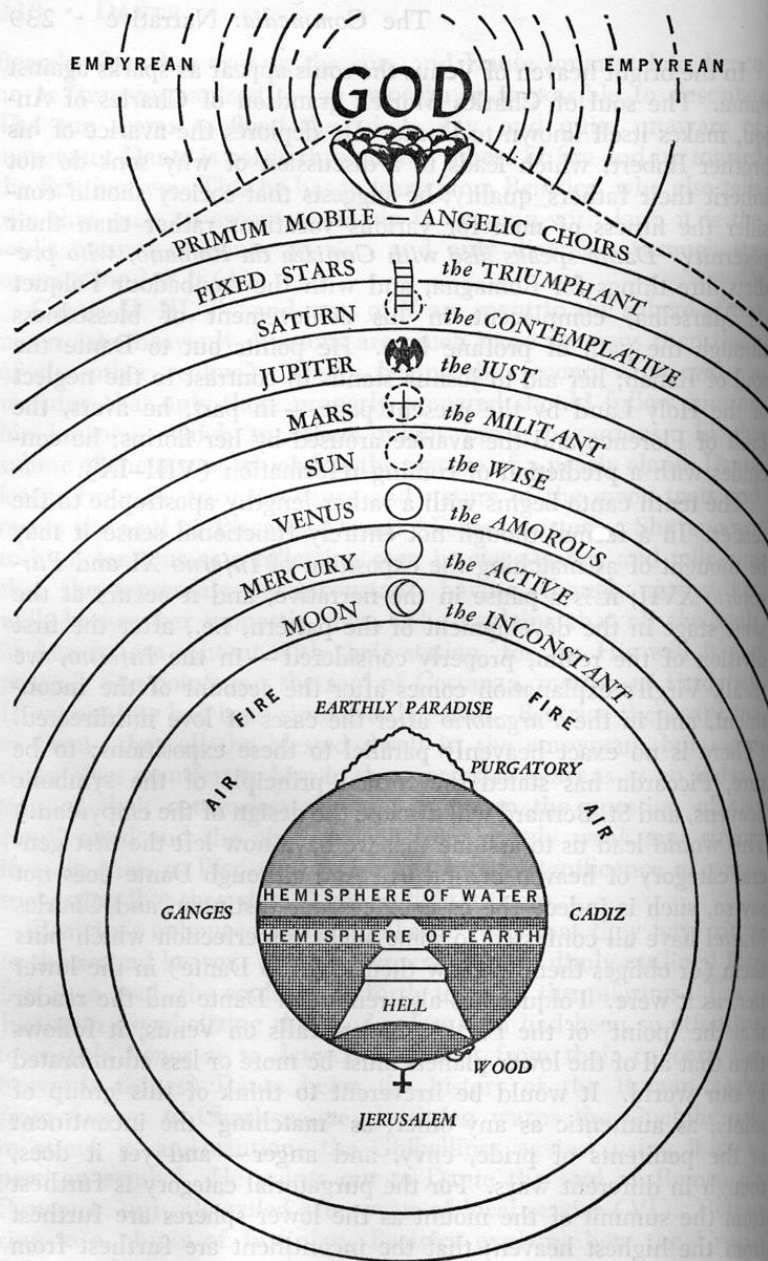 EMPYREAN EMPYREAN
GOD
PRIMUM MOBILE ANGELIC CHOIRS
FIXED STARS the TRIUMPHANT
SATURN the CONTEMPLATIVE
JUPITER the JUST
MARS the MILITANT
SUN the WISE
VENUS the AMOROUS
MERCURY the ACTIVE
MOON the INCONSTANT
FIRE FIRE
EARTHLY PARADISE
PURGATORY
AIR AIR
HEMISPHERE OF WATER
GANGES CADIZ
HEMISPHERE OF EARTH
HELL
WOOD
JERUSALEM